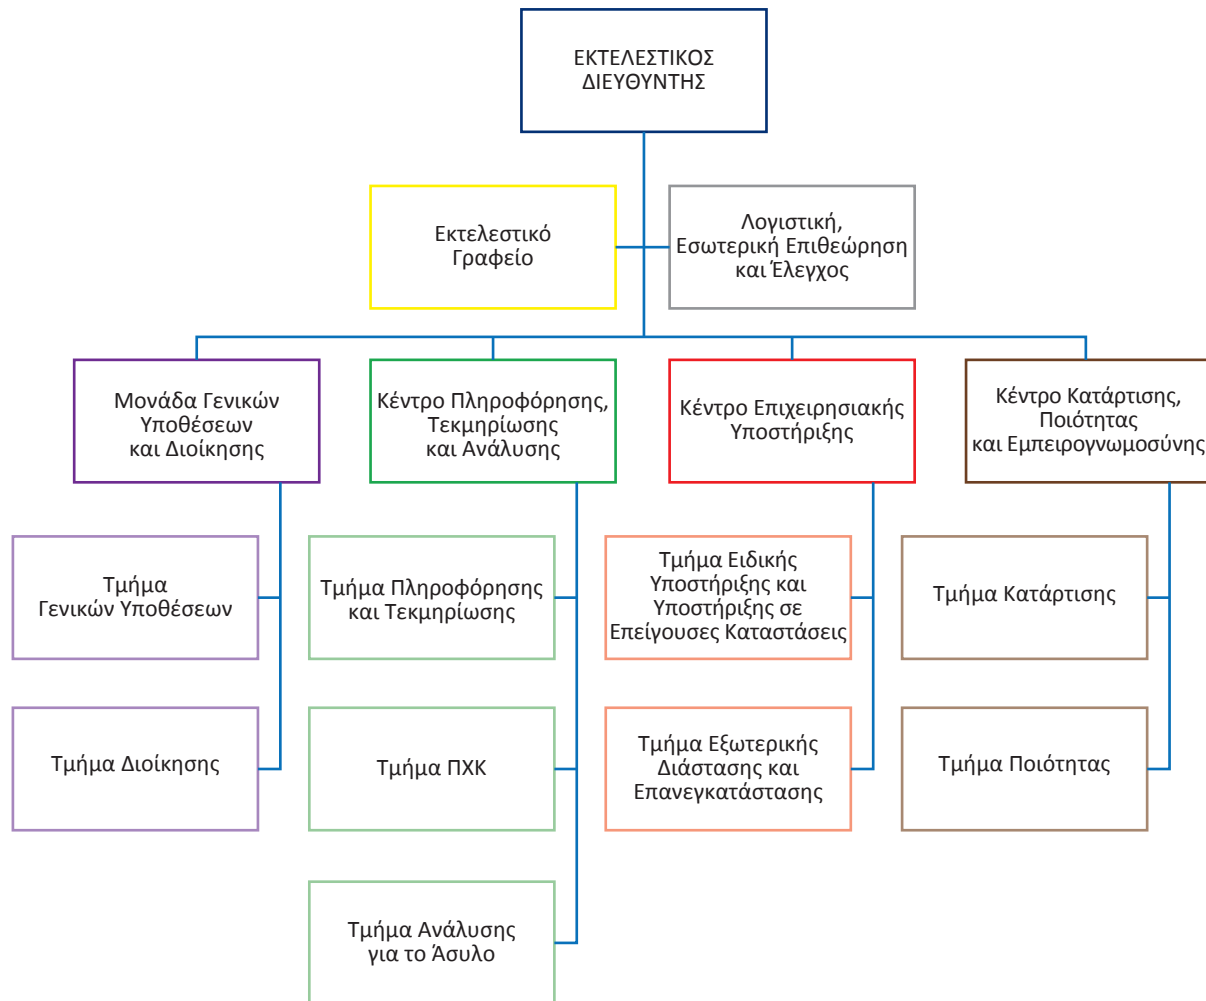 ΕΚΤΕΛΕΣΤΙΚΟΣ
ΔΙΕΥΘΥΝΤΗΣ
Εκτελεστικό
Γραφείο
Λογιστική,
Εσωτερική Επιθεώρηση
και Έλεγχος
Μονάδα Γενικών
Υποθέσεων
και Διοίκησης
Κέντρο Πληροφόρησης,
Τεκμηρίωσης
και Ανάλυσης
Κέντρο Επιχειρησιακής
Υποστήριξης
Κέντρο Κατάρτισης,
Ποιότητας
και Εμπειρογνωμοσύνης
Τμήμα
Γενικών Υποθέσεων
Τμήμα Πληροφόρησης
και Τεκμηρίωσης
Τμήμα Ειδικής
Υποστήριξης και
Υποστήριξης σε
Επείγουσες Καταστάσεις
Τμήμα Κατάρτισης
Τμήμα Διοίκησης
Τμήμα ΠΧΚ
Τμήμα Εξωτερικής
Διάστασης και
Επανεγκατάστασης
Τμήμα Ποιότητας
Τμήμα Ανάλυσης
για το Άσυλο